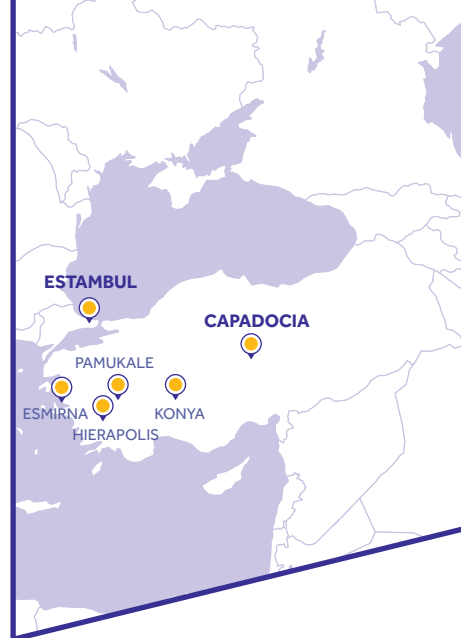 ESTAMBUL
CAPADOCIA
PAMUKALE
ESMIRNA
KONYA
HIERAPOLIS